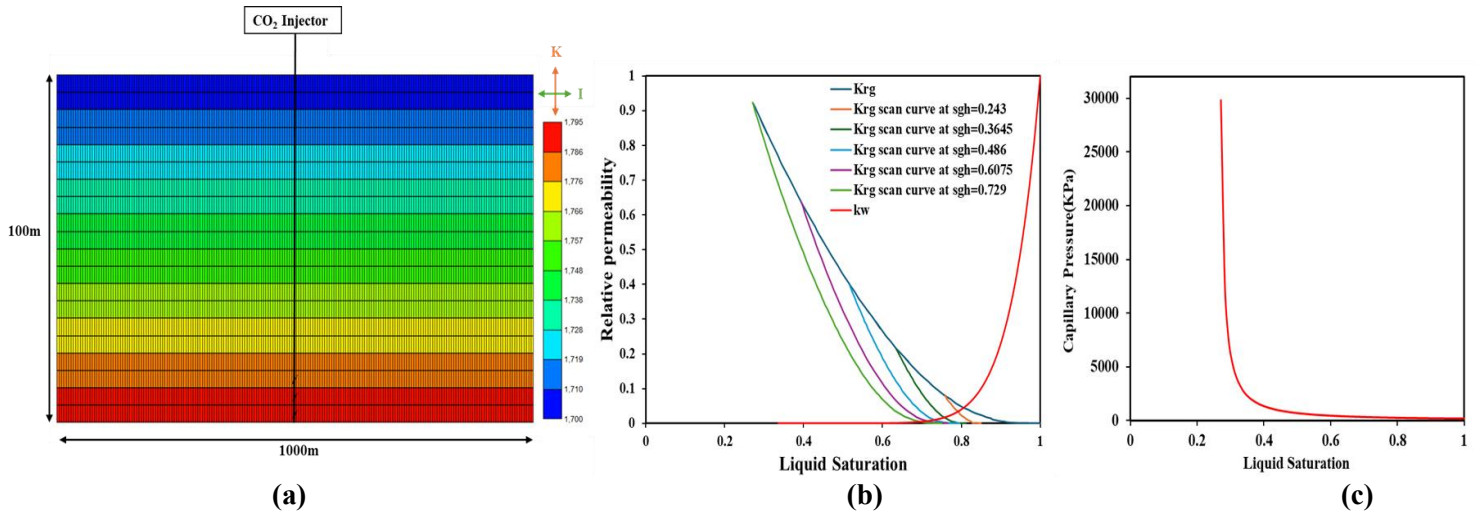 CO2 Injector
K
I
1,795
1,786
1,776
1,766
1,757
1,748
1,738
1,728
1,719
1,710
1,700
100m
1000m
(a)
Relative permeability
1
0.9
0.8
0.7
0.6
0.5
0.4
0.3
0.2
0.1
0
Krg
Krg scan curve at sgh=0.243
Krg scan curve at sgh=0.3645
Krg scan curve at sgh=0.486
Krg scan curve at sgh=0.6075
Krg scan curve at sgh=0.729
kw
0 0.2 0.4 0.6 0.8 1
Liquid Saturation
(b)
Capillary Pressure(KPa)
30000
25000
20000
15000
10000
5000
0
0 0.2 0.4 0.6 0.8 1
Liquid Saturation
(c)